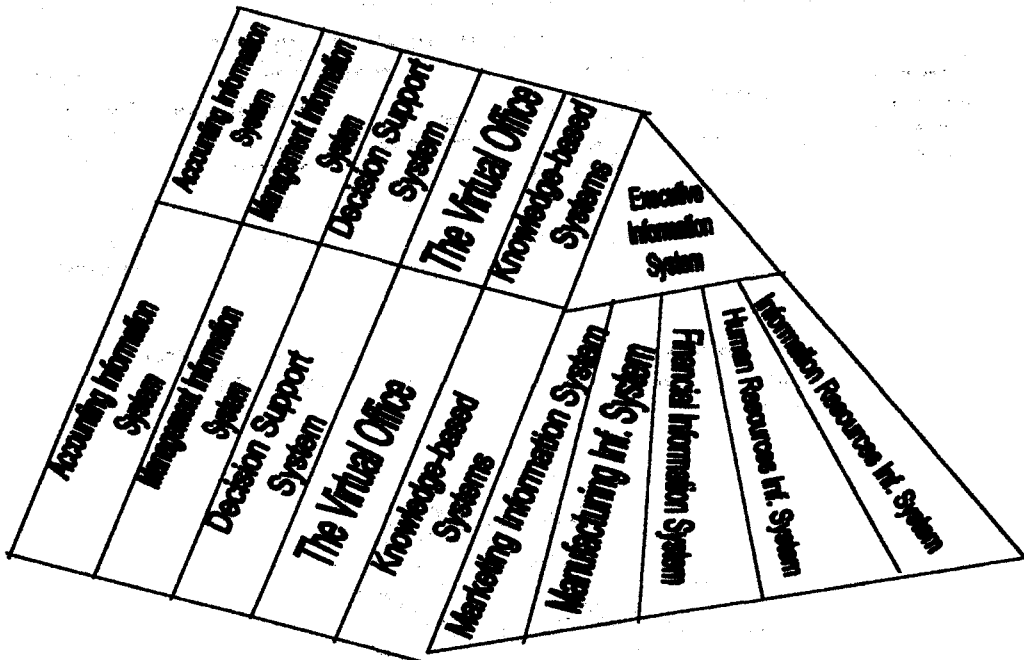 Accounting Information
System
Management Information
System
Decision Support
System
The Virtual Office
Knowledge-based
Systems
Executive
Information
System
Accounting Information
System
Management Information
System
Decision Support
System
The Virtual Office
Knowledge-based
Systems
Marketing Information System
Manufacturing Inf. System
Financial Information System
Human Resources Inf. System
Information Resources Inf. System